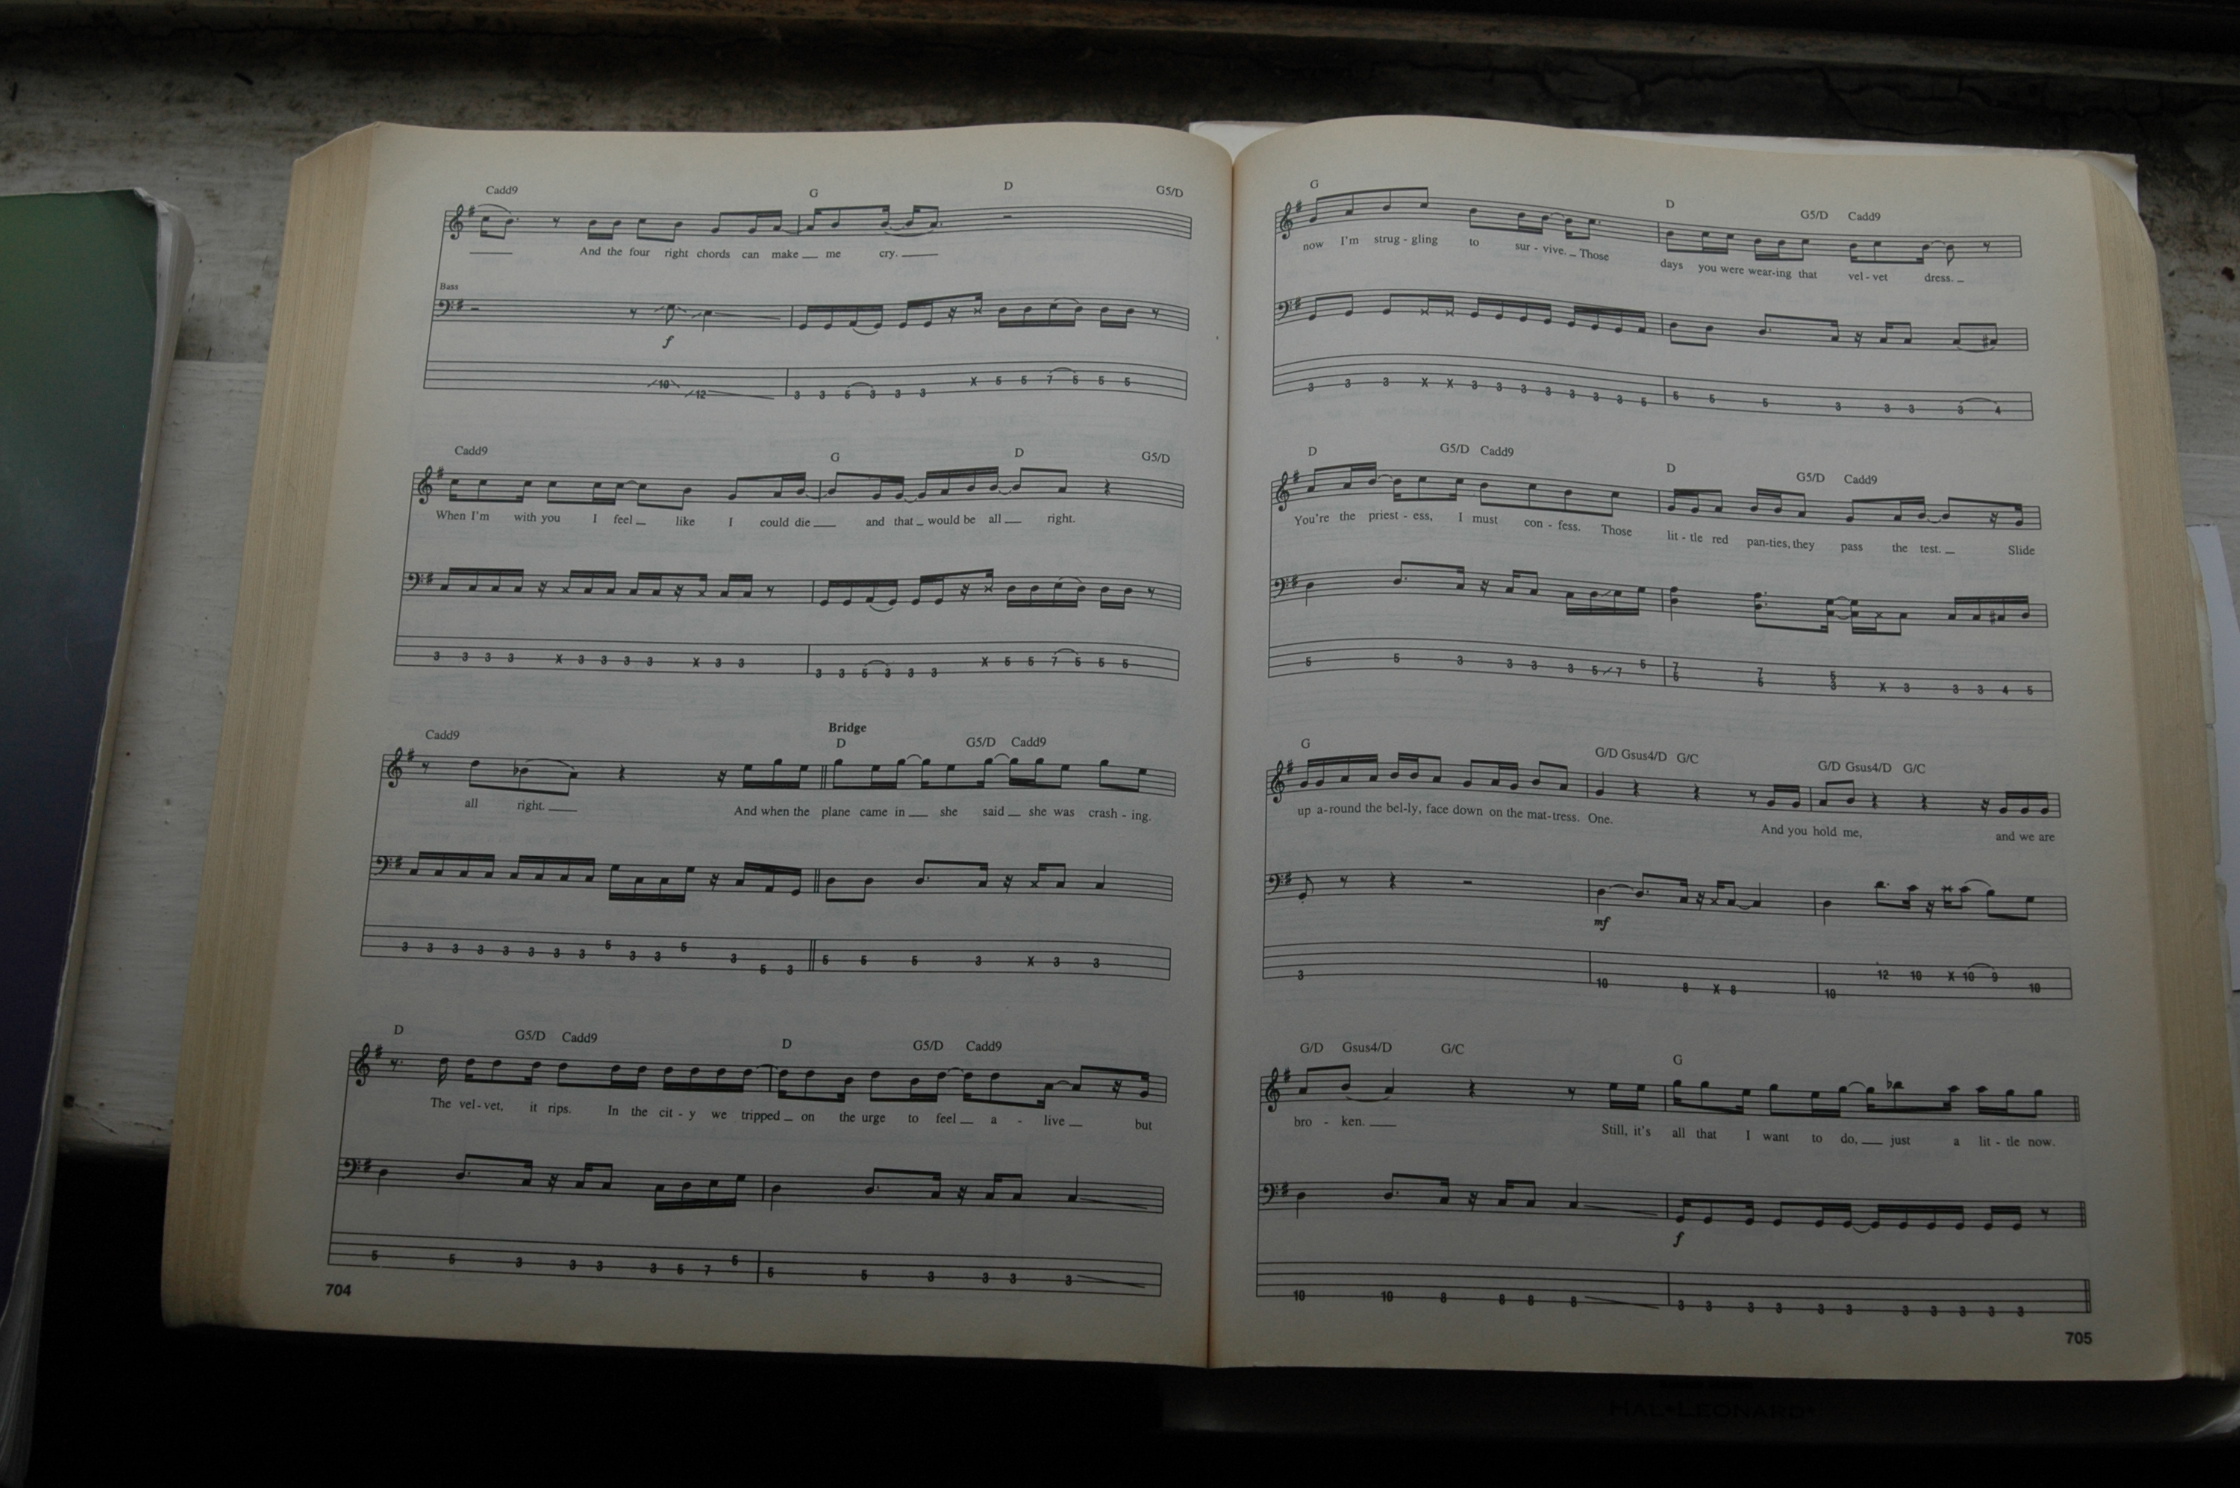 Cadd9 G D G5/D
And the four right chords can make me cry.
Bass
f
10 12 3 3 5 3 3 3 X 5 5 7 5 5 5
Cadd9 G D G5/D
When I'm with you I feel like I could die and that would be all right.
3 3 3 3 X 3 3 3 3 X 3 3 3 3 5 3 3 3 X 5 5 7 5 5 5
Cadd9 Bridge
D G5/D Cadd9
all right. And when the plane came in she said she was crash - ing.
3 3 3 3 3 3 3 3 5 3 3 5 3 5 3 5 5 5 3 X 3 3
D G5/D Cadd9 D G5/D Cadd9
The vel - vet, it rips. In the cit - y we tripped on the urge to feel a - live but
5 5 3 3 3 3 5 7 5 5 5 3 3 3 3
704
G D G5/D Cadd9
now I'm strug - gling to sur - vive. Those days you were wear-ing that vel - vet dress.
3 3 3 X X 3 3 3 3 3 3 3 5 5 5 5 3 3 3 3 4
D G5/D Cadd9 D G5/D Cadd9
You're the priest - ess, I must con - fess. Those lit - tle red pan-ties, they pass the test. Slide
5 5 3 3 3 3 5 7 5 X 3 3 3 4 5
G G/D Gsus4/D G/C G/D Gsus4/D G/C
up a-round the bel-ly, face down on the mat-tress. One. And you hold me, and we are
mf
3 10 8 X 8 10 12 10 X 10 9 10
G/D Gsus4/D G/C G
bro - ken. Still, it's all that I want to do, just a lit - tle now.
f
10 10 8 8 8 8 3 3 3 3 3 3 3 3 3 3 3
705
HAL•LEONARD®